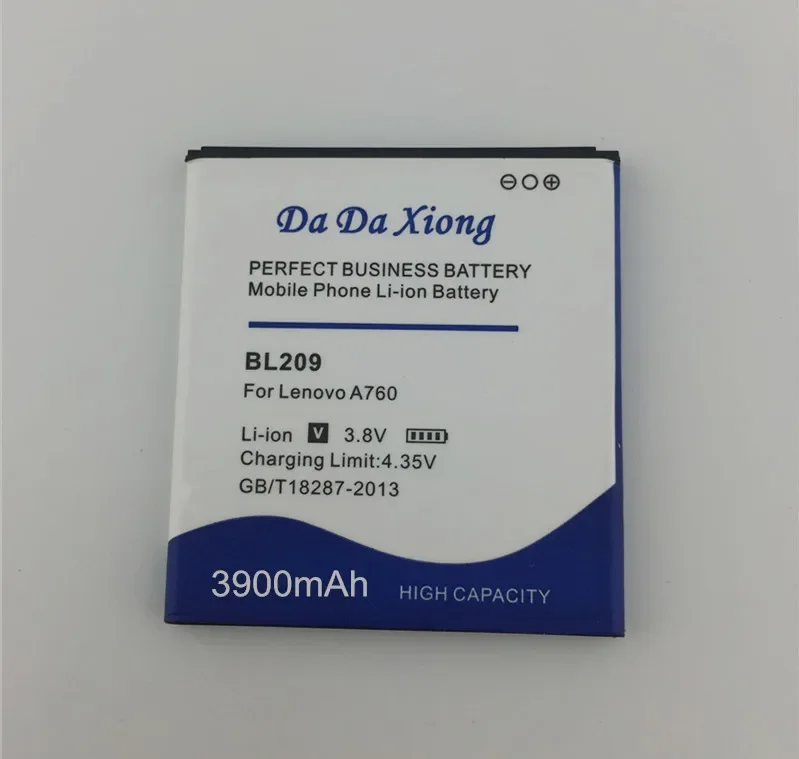 ⊖○⊕
Da Da Xiong
PERFECT BUSINESS BATTERY
Mobile Phone Li-ion Battery
BL209
For Lenovo A760
Li-ion V 3.8V
Charging Limit:4.35V
GB/T18287-2013
3900mAh HIGH CAPACITY